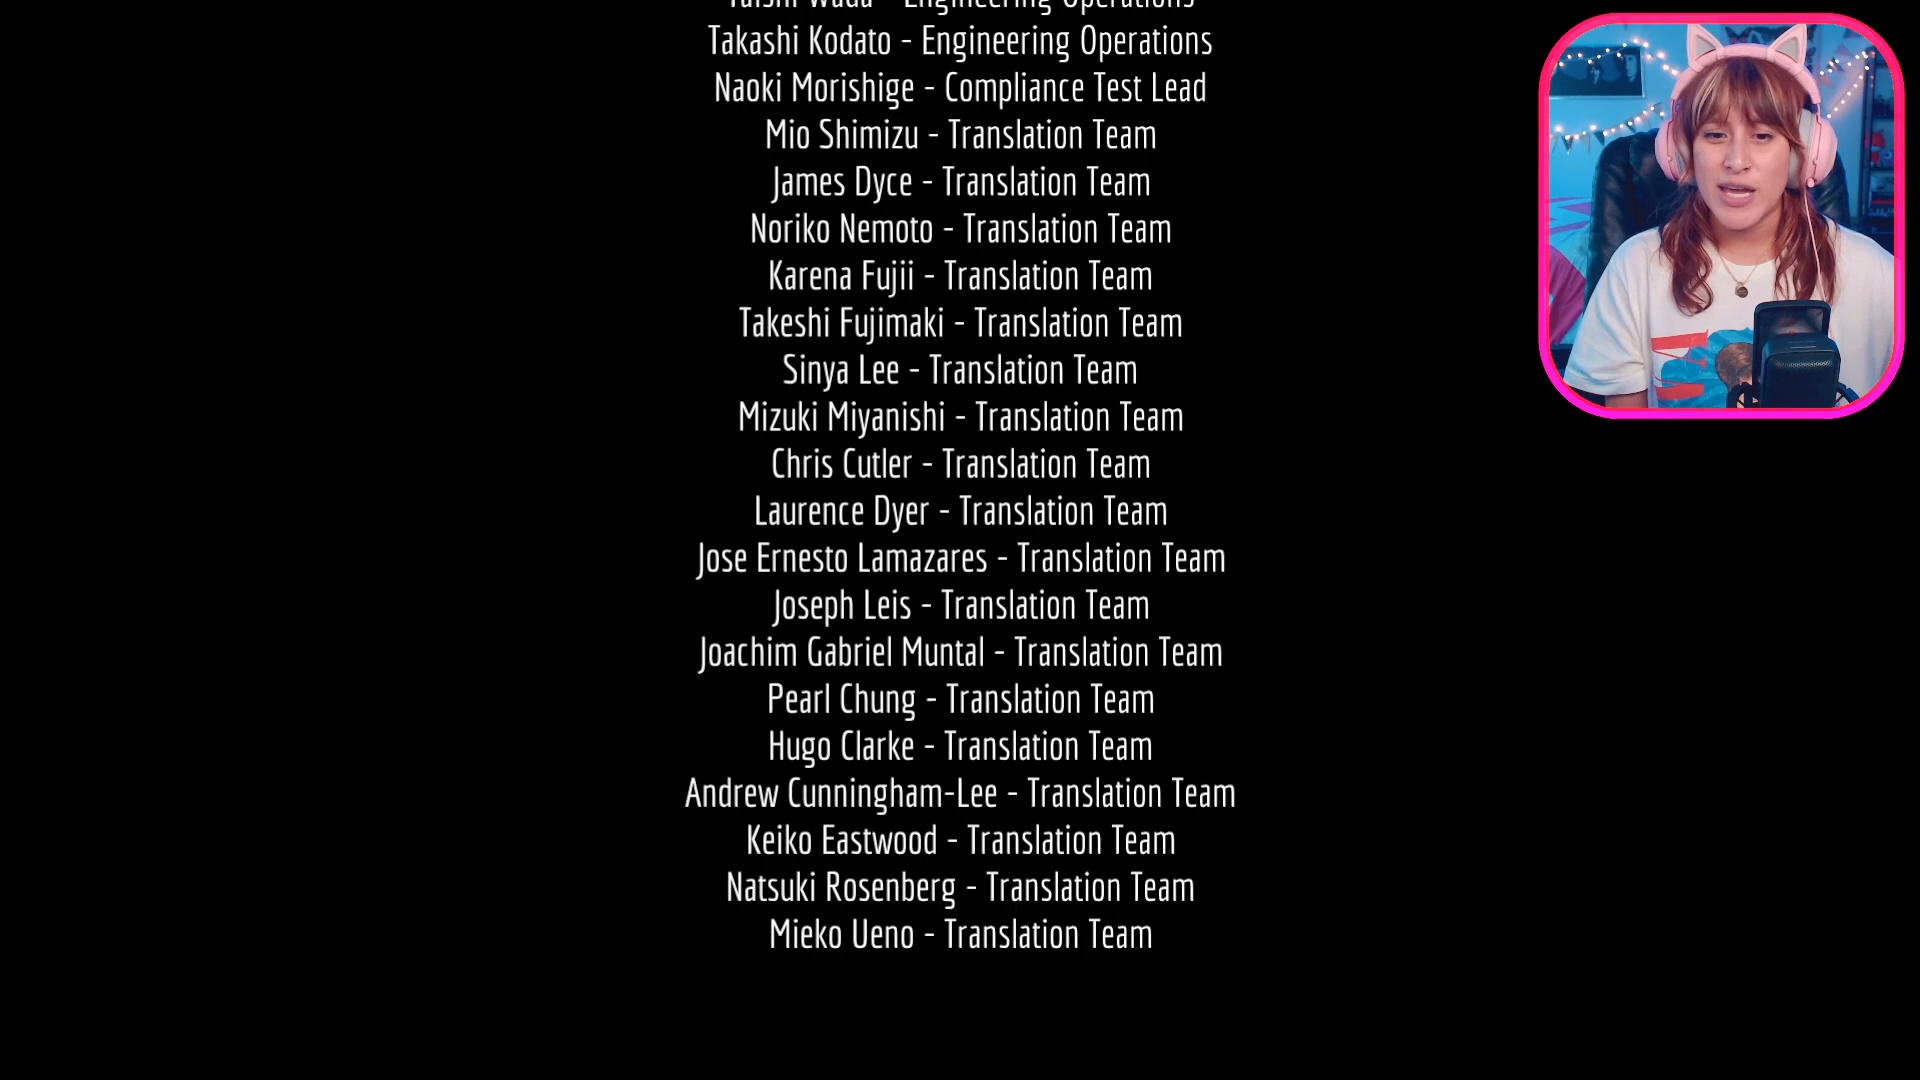 Engineering Operations
Takashi Kodato - Engineering Operations
Naoki Morishige - Compliance Test Lead
Mio Shimizu - Translation Team
James Dyce - Translation Team
Noriko Nemoto - Translation Team
Karena Fujii - Translation Team
Takeshi Fujimaki - Translation Team
Sinya Lee - Translation Team
Mizuki Miyanishi - Translation Team
Chris Cutler - Translation Team
Laurence Dyer - Translation Team
Jose Ernesto Lamazares - Translation Team
Joseph Leis - Translation Team
Joachim Gabriel Muntal - Translation Team
Pearl Chung - Translation Team
Hugo Clarke - Translation Team
Andrew Cunningham-Lee - Translation Team
Keiko Eastwood - Translation Team
Natsuki Rosenberg - Translation Team
Mieko Ueno - Translation Team